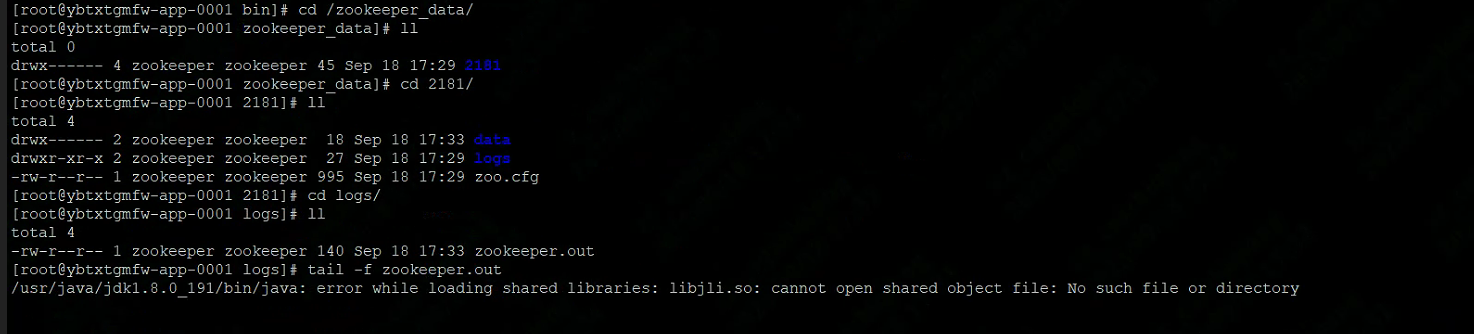 [root@ybtxtgmfw-app-0001 bin]# cd /zookeeper_data/
[root@ybtxtgmfw-app-0001 zookeeper_data]# ll
total 0
drwx------ 4 zookeeper zookeeper 45 Sep 18 17:29 2181
[root@ybtxtgmfw-app-0001 zookeeper_data]# cd 2181/
[root@ybtxtgmfw-app-0001 2181]# ll
total 4
drwx------ 2 zookeeper zookeeper  18 Sep 18 17:33 data
drwxr-xr-x 2 zookeeper zookeeper  27 Sep 18 17:29 logs
-rw-r--r-- 1 zookeeper zookeeper 995 Sep 18 17:29 zoo.cfg
[root@ybtxtgmfw-app-0001 2181]# cd logs/
[root@ybtxtgmfw-app-0001 logs]# ll
total 4
-rw-r--r-- 1 zookeeper zookeeper 140 Sep 18 17:33 zookeeper.out
[root@ybtxtgmfw-app-0001 logs]# tail -f zookeeper.out
/usr/java/jdk1.8.0_191/bin/java: error while loading shared libraries: libjli.so: cannot open shared object file: No such file or directory